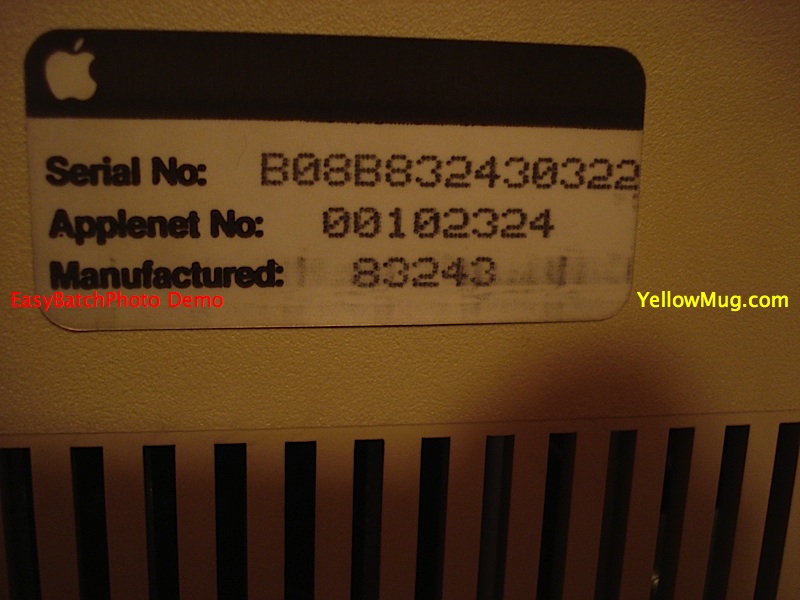 Serial No: B08B832430322
Applenet No: 00102324
Manufactured: 83243
EasyBatchPhoto Demo
YellowMug.com